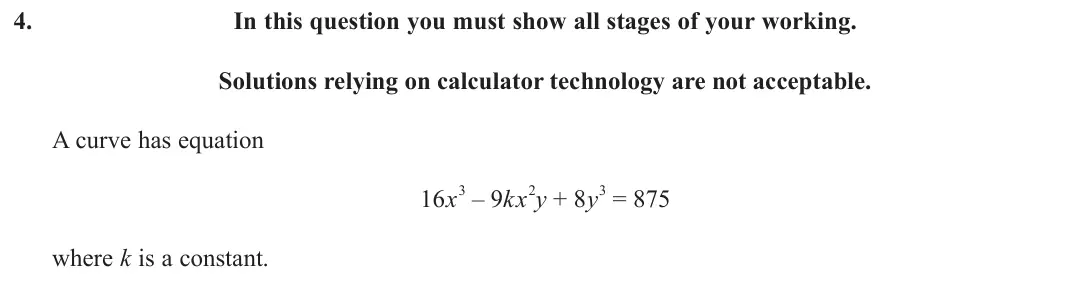 4. In this question you must show all stages of your working.
Solutions relying on calculator technology are not acceptable.
A curve has equation
16x³ – 9kx²y + 8y³ = 875
where k is a constant.